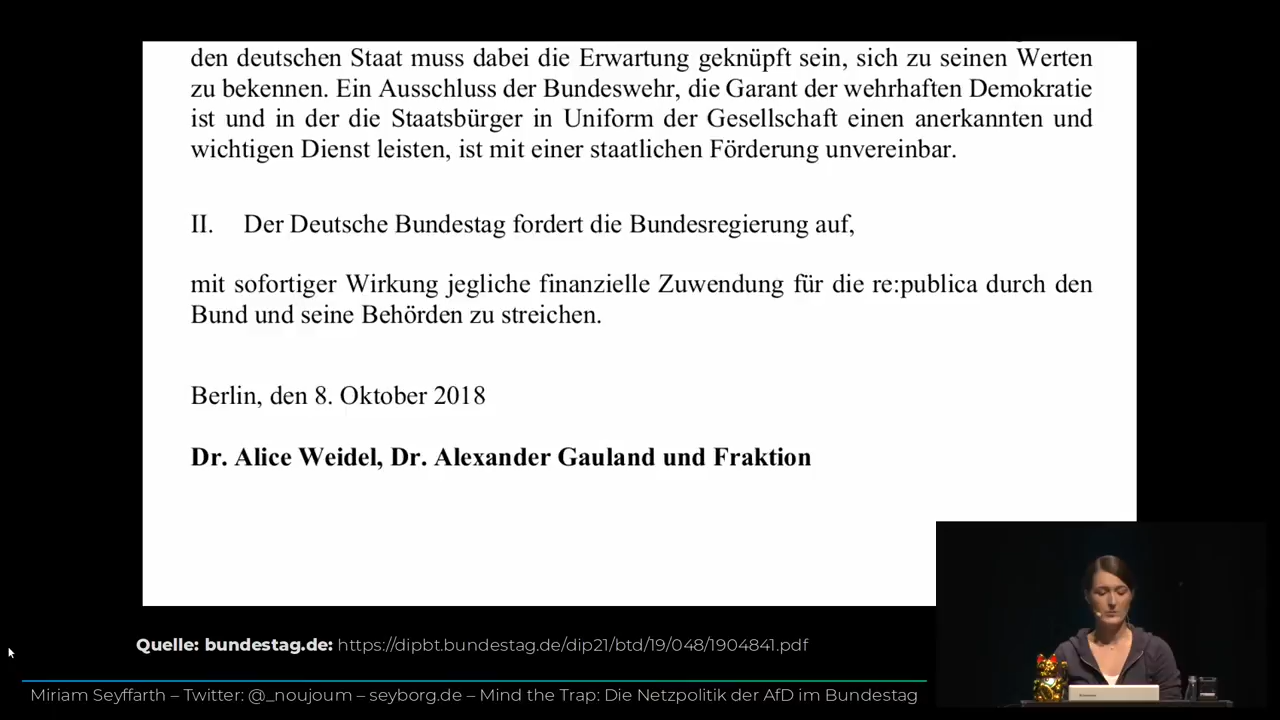 den deutschen Staat muss dabei die Erwartung geknüpft sein, sich zu seinen Werten
zu bekennen. Ein Ausschluss der Bundeswehr, die Garant der wehrhaften Demokratie
ist und in der die Staatsbürger in Uniform der Gesellschaft einen anerkannten und
wichtigen Dienst leisten, ist mit einer staatlichen Förderung unvereinbar.
II. Der Deutsche Bundestag fordert die Bundesregierung auf,
mit sofortiger Wirkung jegliche finanzielle Zuwendung für die re:publica durch den
Bund und seine Behörden zu streichen.
Berlin, den 8. Oktober 2018
Dr. Alice Weidel, Dr. Alexander Gauland und Fraktion
Quelle: bundestag.de: https://dipbt.bundestag.de/dip21/btd/19/048/1904841.pdf
Miriam Seyffarth – Twitter: @_noujoum – seyborg.de – Mind the Trap: Die Netzpolitik der AfD im Bundestag